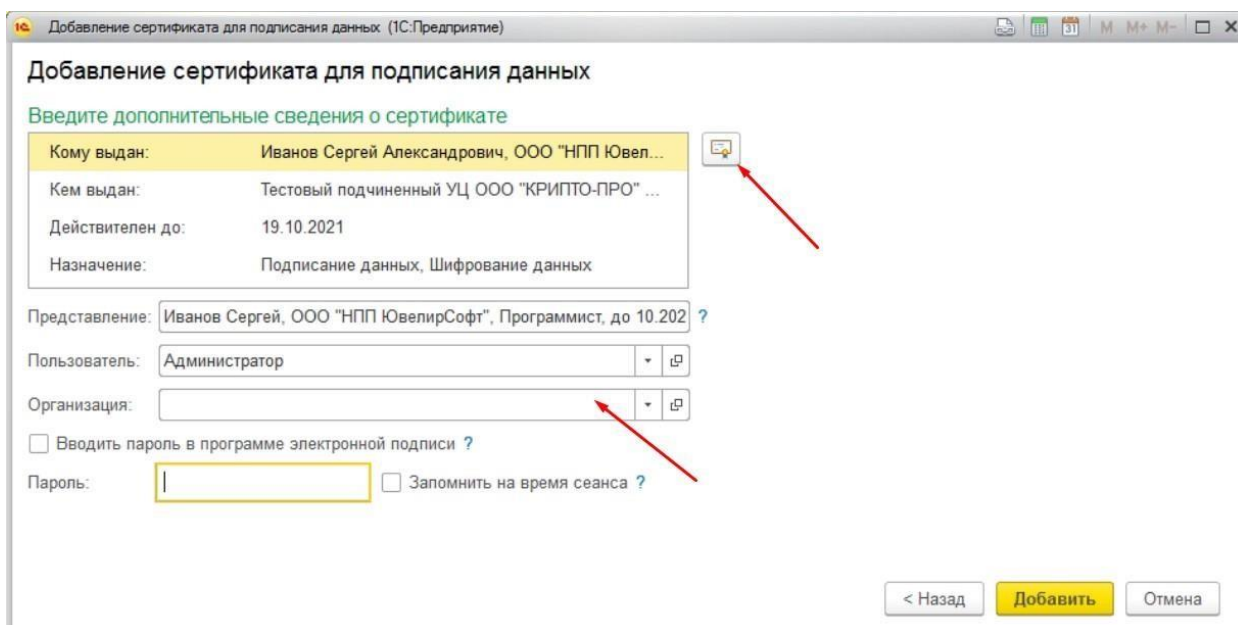 1С Добавление сертификата для подписания данных (1С:Предприятие) 31 M M+ M-
Добавление сертификата для подписания данных
Введите дополнительные сведения о сертификате
Кому выдан: Иванов Сергей Александрович, ООО "НПП Ювел...
Кем выдан: Тестовый подчиненный УЦ ООО "КРИПТО-ПРО" ...
Действителен до: 19.10.2021
Назначение: Подписание данных, Шифрование данных
Представление: Иванов Сергей, ООО "НПП ЮвелирСофт", Программист, до 10.202 ?
Пользователь: Администратор
Организация:
Вводить пароль в программе электронной подписи ?
Пароль: Запомнить на время сеанса ?
< Назад Добавить Отмена